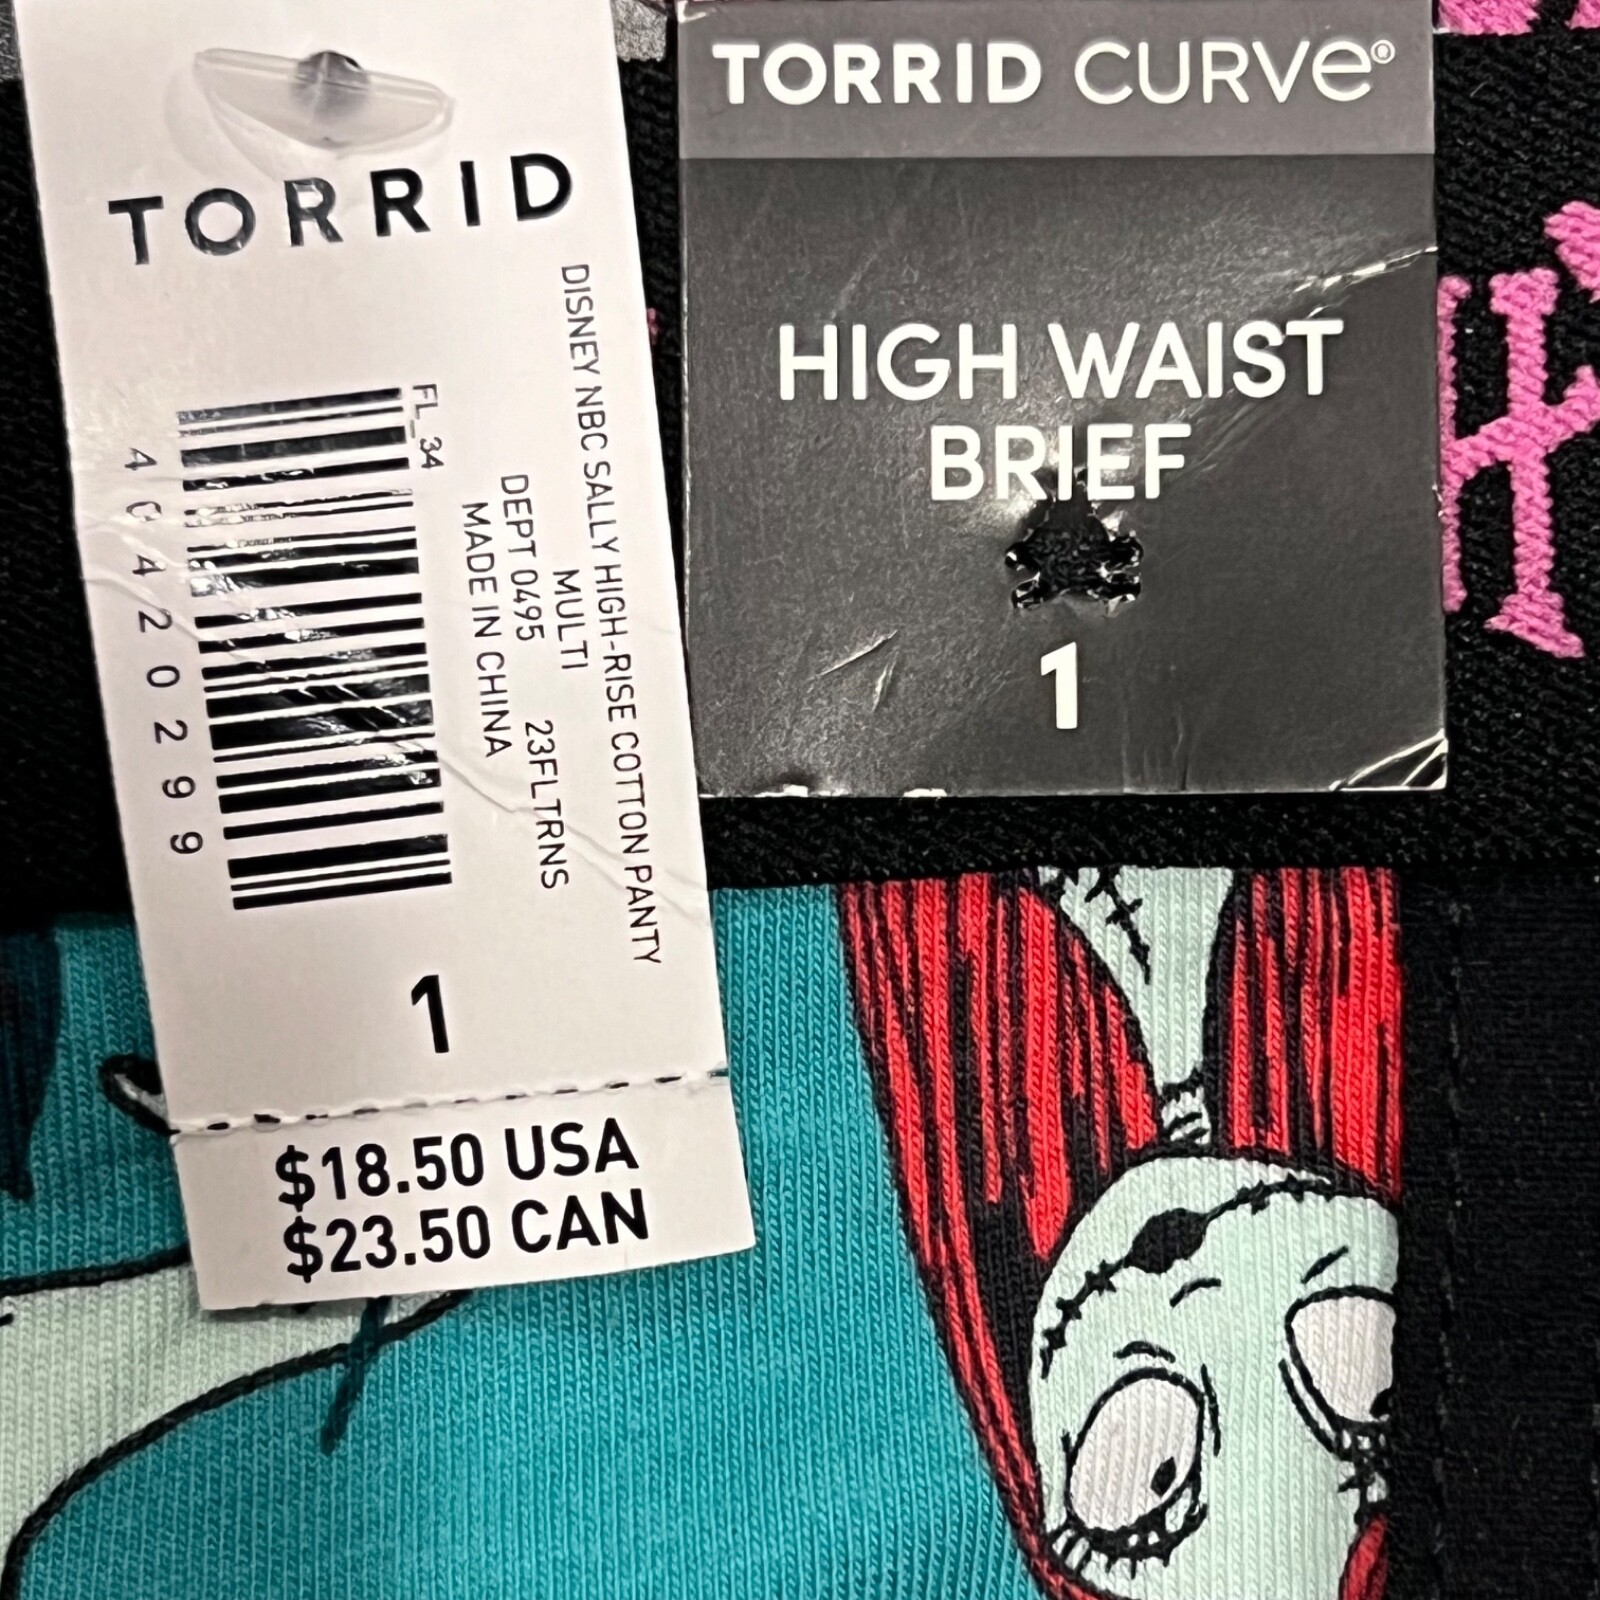 TORRID
DISNEY NBC SALLY HIGH-RISE COTTON PANTY
MULTI
DEPT 0495 23FLTRNS
MADE IN CHINA
FL_34
1
$18.50 USA
$23.50 CAN
TORRID CURVe®
HIGH WAIST
BRIEF
1